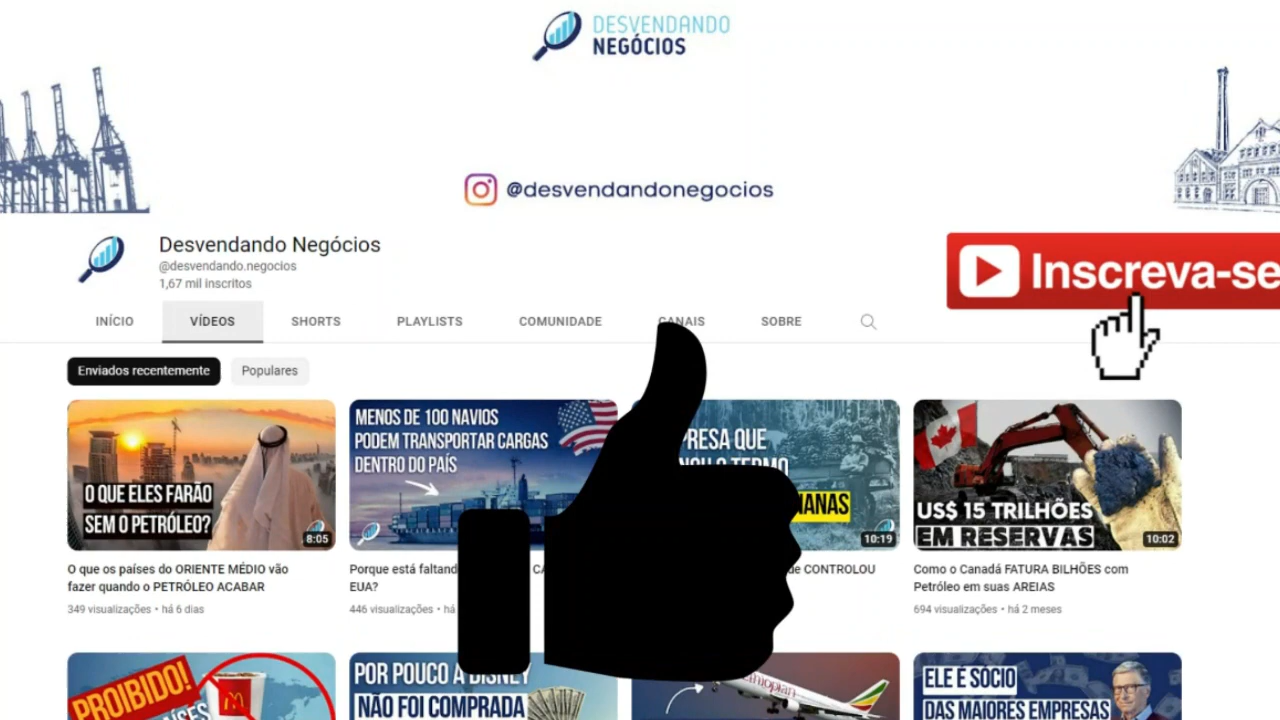 DESVENDANDO
NEGÓCIOS
@desvendandonegocios
Desvendando Negócios
@desvendando.negocios
1,67 mil inscritos
Inscreva-se
INÍCIO
VÍDEOS
SHORTS
PLAYLISTS
COMUNIDADE
CANAIS
SOBRE
Enviados recentemente
Populares
O QUE ELES FARÃO
SEM O PETRÓLEO?
8:05
MENOS DE 100 NAVIOS
PODEM TRANSPORTAR CARGAS
DENTRO DO PAÍS
QUE
10:19
US$ 15 TRILHÕES
EM RESERVAS
10:02
O que os países do ORIENTE MÉDIO vão
fazer quando o PETRÓLEO ACABAR
349 visualizações • há 6 dias
Porque está
EUA?
446 visualizações • há
CONTROLOU
Como o Canadá FATURA BILHÕES com
Petróleo em suas AREIAS
694 visualizações • há 2 meses
PROIBIDO!
POR POUCO A DISNEY
NÃO FOI COMPRADA
Ethiopian
ELE É SÓCIO
DAS MAIORES EMPRESAS